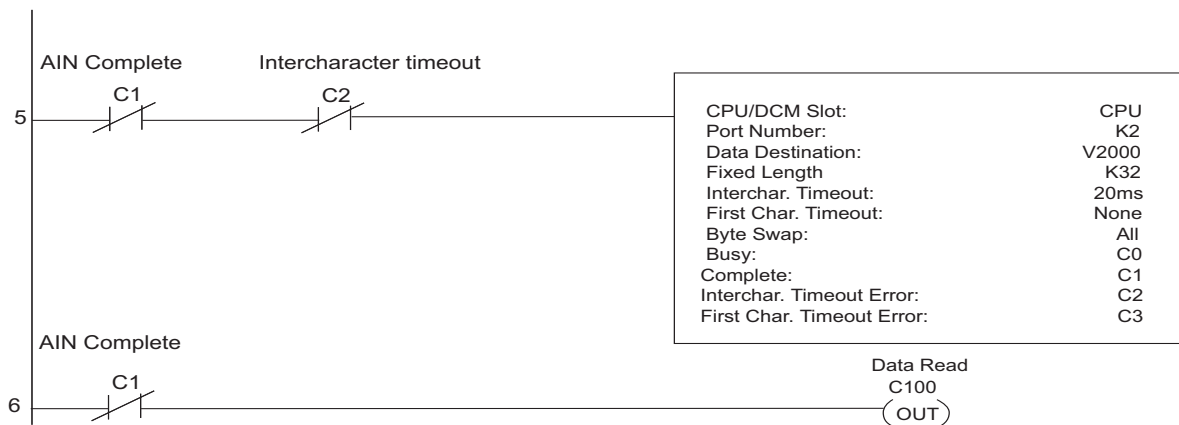 AIN Complete Intercharacter timeout
C1 C2
5
CPU/DCM Slot: CPU
Port Number: K2
Data Destination: V2000
Fixed Length K32
Interchar. Timeout: 20ms
First Char. Timeout: None
Byte Swap: All
Busy: C0
Complete: C1
Interchar. Timeout Error: C2
First Char. Timeout Error: C3
AIN Complete
Data Read
C1 C100
6 OUT